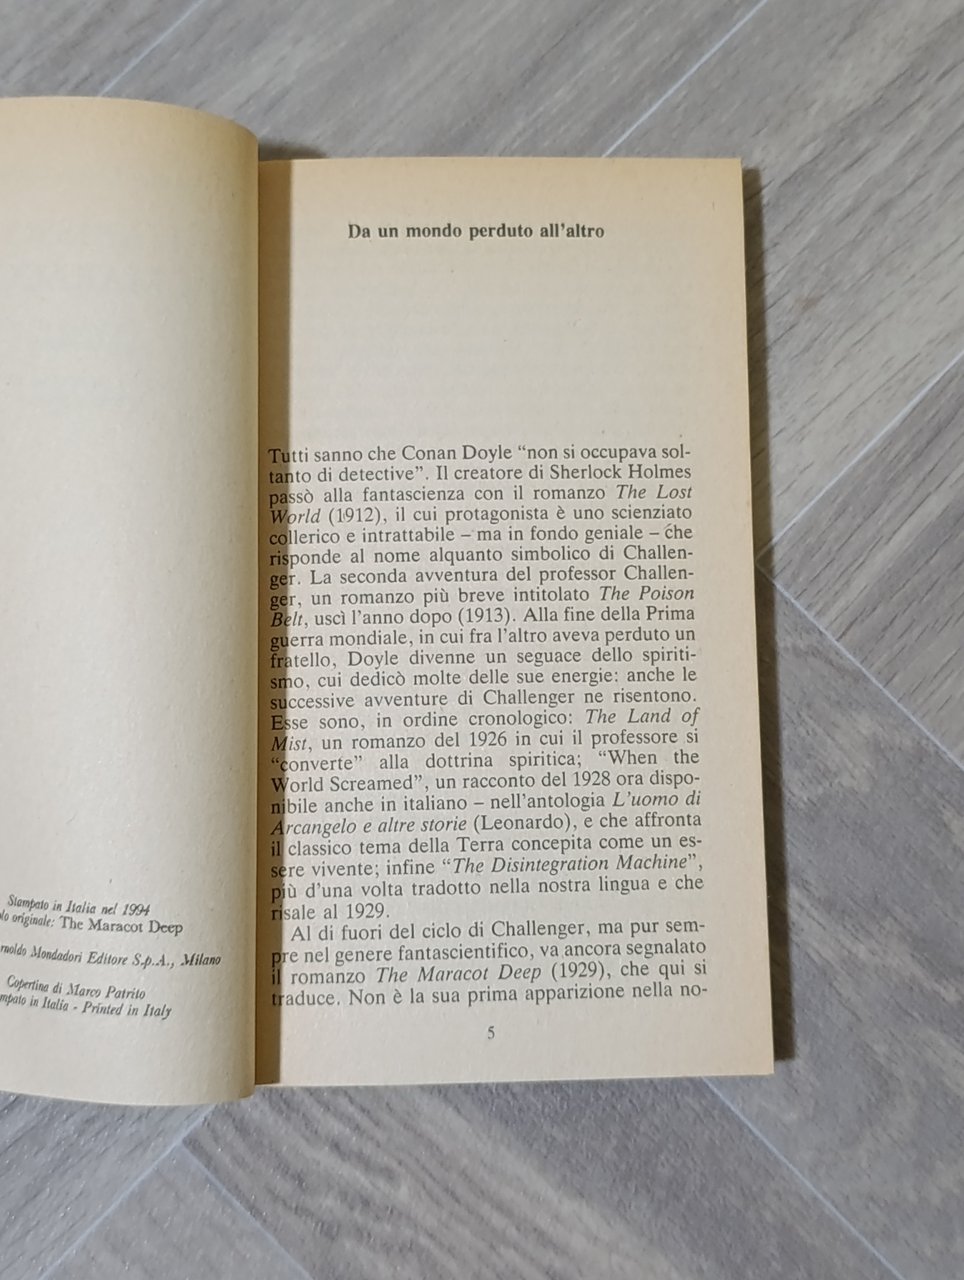 Stampato in Italia nel 1994
originale: The Maracot Deep
Mondadori Editore S.p.A., Milano
Copertina di Marco Patrito
in Italia - Printed in Italy
Da un mondo perduto all'altro
Tutti sanno che Conan Doyle “non si occupava sol-
tanto di detective”. Il creatore di Sherlock Holmes
passò alla fantascienza con il romanzo The Lost
World (1912), il cui protagonista è uno scienziato
collerico e intrattabile – ma in fondo geniale – che
risponde al nome alquanto simbolico di Challen-
ger. La seconda avventura del professor Challen-
ger, un romanzo più breve intitolato The Poison
Belt, uscì l'anno dopo (1913). Alla fine della Prima
guerra mondiale, in cui fra l'altro aveva perduto un
fratello, Doyle divenne un seguace dello spiriti-
smo, cui dedicò molte delle sue energie: anche le
successive avventure di Challenger ne risentono.
Esse sono, in ordine cronologico: The Land of
Mist, un romanzo del 1926 in cui il professore si
“converte” alla dottrina spiritica; “When the
World Screamed”, un racconto del 1928 ora dispo-
nibile anche in italiano – nell'antologia L'uomo di
Arcangelo e altre storie (Leonardo), e che affronta
il classico tema della Terra concepita come un es-
sere vivente; infine “The Disintegration Machine”,
più d'una volta tradotto nella nostra lingua e che
risale al 1929.
Al di fuori del ciclo di Challenger, ma pur sem-
pre nel genere fantascientifico, va ancora segnalato
il romanzo The Maracot Deep (1929), che qui si
traduce. Non è la sua prima apparizione nella no-
5